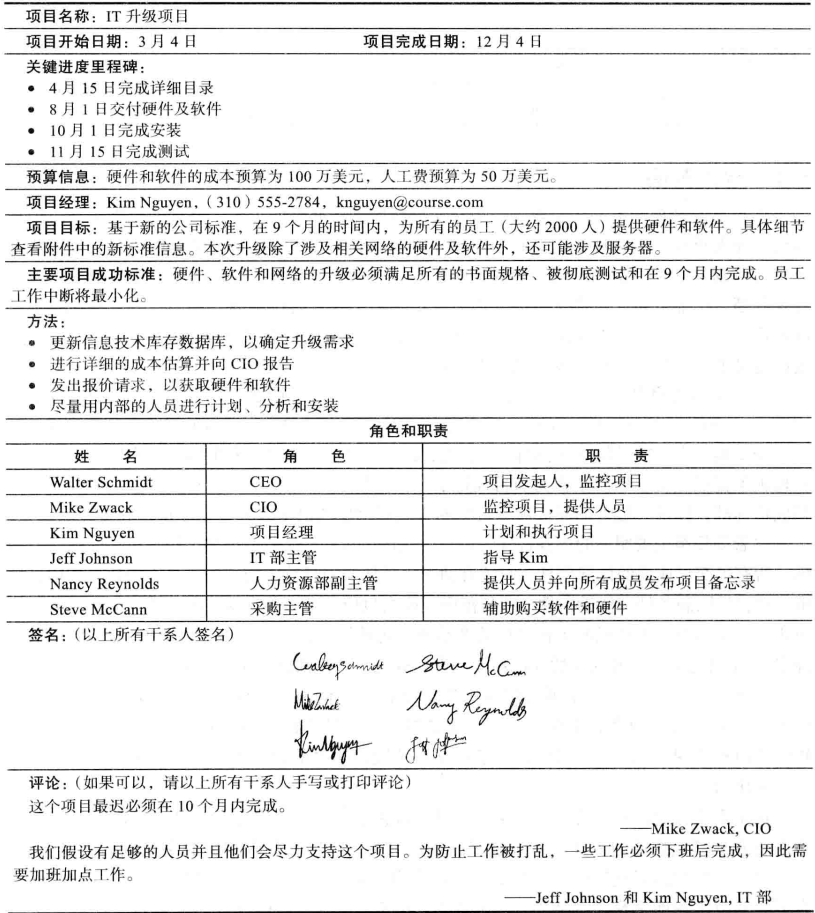 项目名称：IT 升级项目
项目开始日期：3 月 4 日 项目完成日期：12 月 4 日
关键进度里程碑：
• 4 月 15 日完成详细目录
• 8 月 1 日交付硬件及软件
• 10 月 1 日完成安装
• 11 月 15 日完成测试
预算信息：硬件和软件的成本预算为 100 万美元，人工费预算为 50 万美元。
项目经理：Kim Nguyen，（310）555-2784，knguyen@course.com
项目目标：基于新的公司标准，在 9 个月的时间内，为所有的员工（大约 2000 人）提供硬件和软件。具体细节
查看附件中的新标准信息。本次升级除了涉及相关网络的硬件及软件外，还可能涉及服务器。
主要项目成功标准：硬件、软件和网络的升级必须满足所有的书面规格、被彻底测试和在 9 个月内完成。员工
工作中断将最小化。
方法：
• 更新信息技术库存数据库，以确定升级需求
• 进行详细的成本估算并向 CIO 报告
• 发出报价请求，以获取硬件和软件
• 尽量用内部的人员进行计划、分析和安装
角色和职责
姓 名 角 色 职 责
Walter Schmidt CEO 项目发起人，监控项目
Mike Zwack CIO 监控项目，提供人员
Kim Nguyen 项目经理 计划和执行项目
Jeff Johnson IT 部主管 指导 Kim
Nancy Reynolds 人力资源部副主管 提供人员并向所有成员发布项目备忘录
Steve McCann 采购主管 辅助购买软件和硬件
签名：（以上所有干系人签名）
Steve McCann
Mike Zwack Nancy Reynolds
Kim Nguyen
评论：（如果可以，请以上所有干系人手写或打印评论）
这个项目最迟必须在 10 个月内完成。
——Mike Zwack, CIO
我们假设有足够的人员并且他们会尽力支持这个项目。为防止工作被打乱，一些工作必须下班后完成，因此需
要加班加点工作。
——Jeff Johnson 和 Kim Nguyen, IT 部